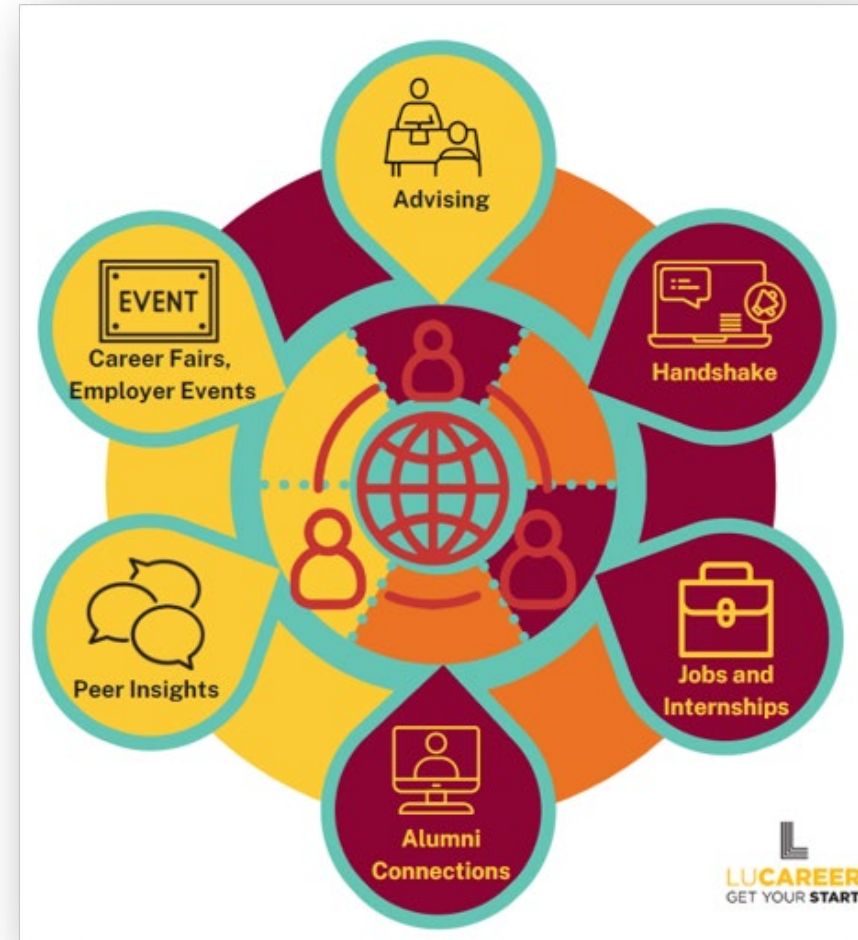 Advising
EVENT
Career Fairs,
Employer Events
Handshake
Peer Insights
Jobs and
Internships
Alumni
Connections
LUCAREER
GET YOUR START